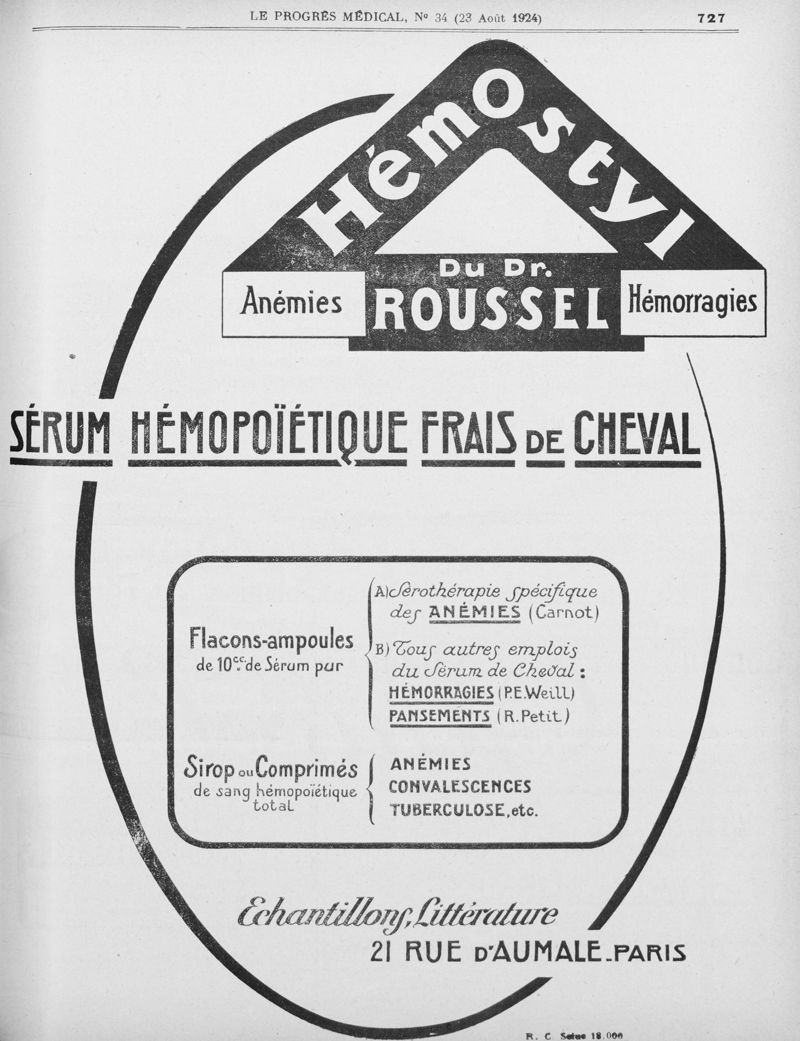 LE PROGRÈS MÉDICAL, Nº 34 (23 Août 1924)
727
Hémostyl
Du Dr.
ROUSSEL
Anémies
Hémorragies
SÉRUM HÉMOPOÏÉTIQUE FRAIS DE CHEVAL
Flacons-ampoules
de 10cc. de Sérum pur
A) Sérothérapie spécifique
des ANÉMIES (Carnot)
B) Tous autres emplois
du Sérum de Cheval :
HÉMORRAGIES (P.E.Weill)
PANSEMENTS (R.Petit)
Sirop ou Comprimés
de sang hémopoïétique
total
ANÉMIES
CONVALESCENCES
TUBERCULOSE, etc.
Echantillons, Littérature
21 RUE D'AUMALE_PARIS
R. C. Seine 18.000